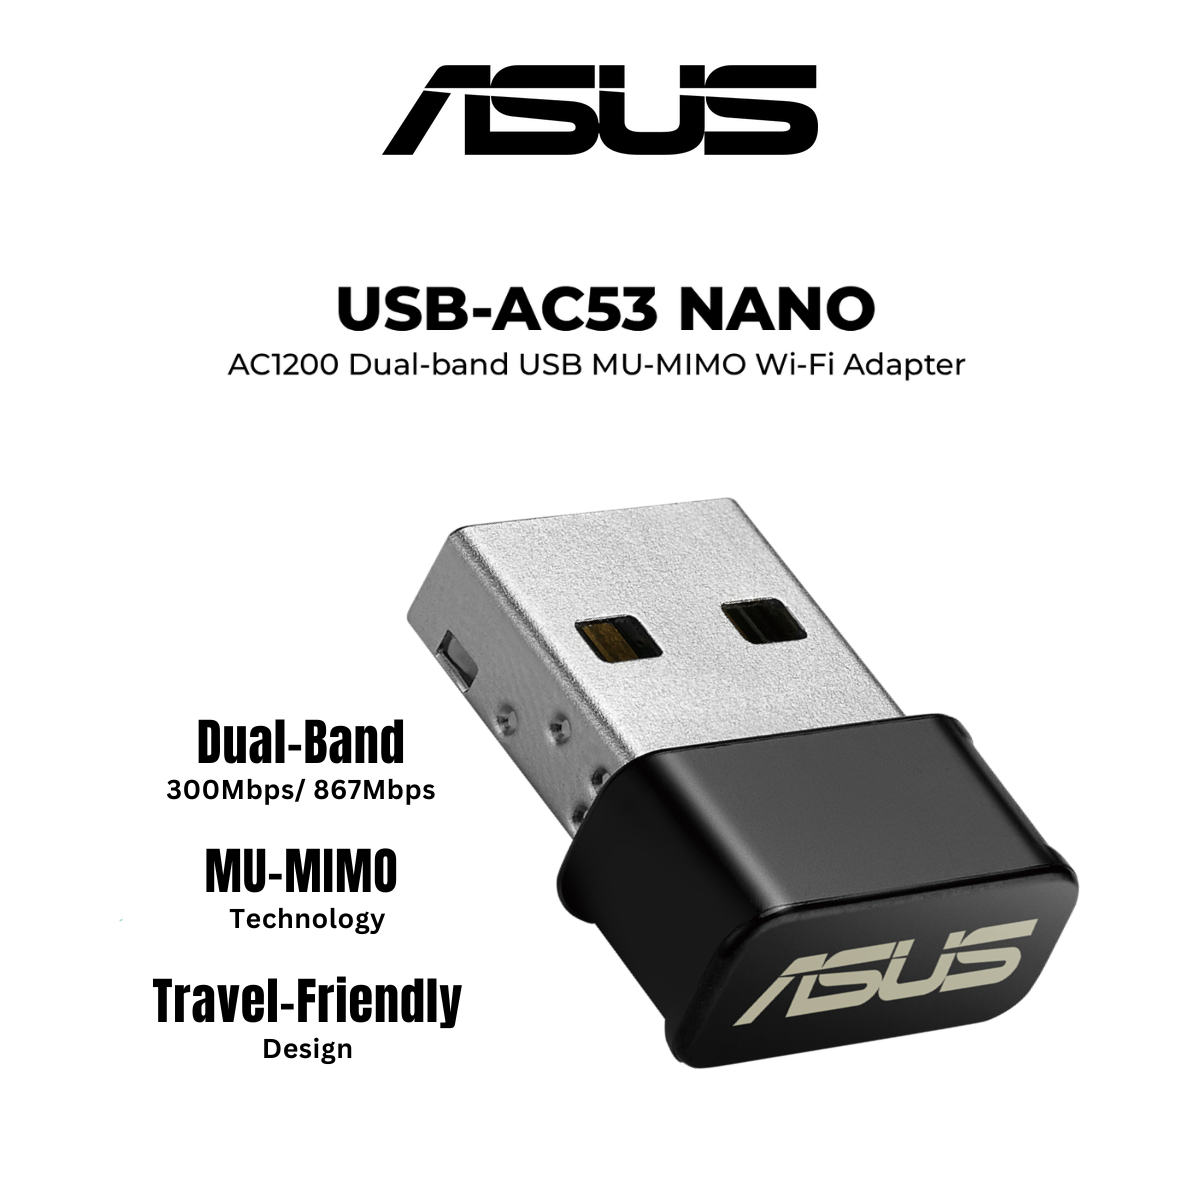 ASUS
USB-AC53 NANO
AC1200 Dual-band USB MU-MIMO Wi-Fi Adapter
Dual-Band
300Mbps/ 867Mbps
MU-MIMO
Technology
Travel-Friendly
Design
ASUS